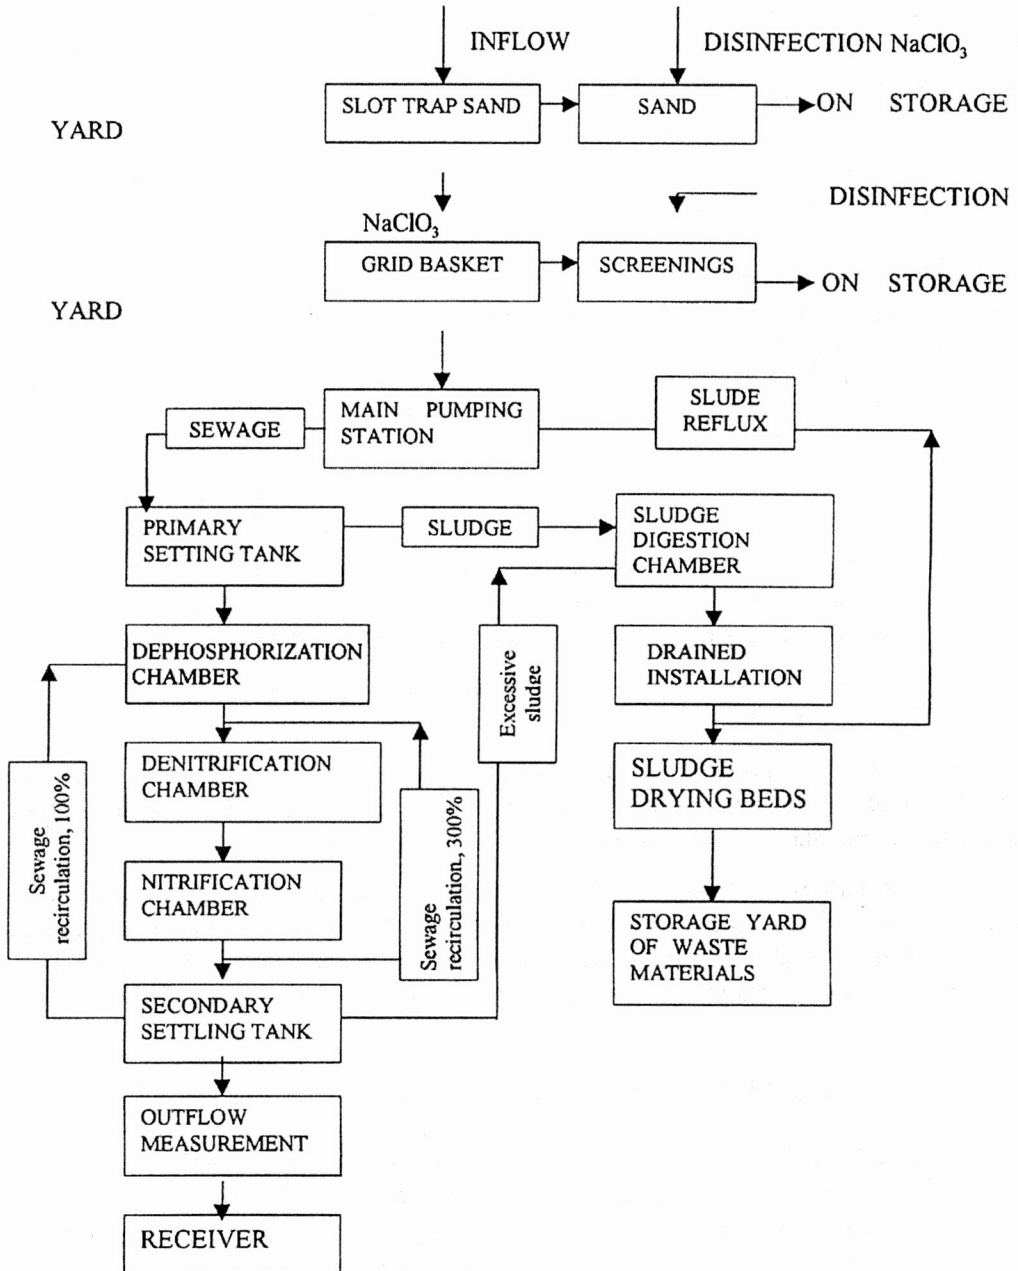 INFLOW
DISINFECTION NaClO₃
SLOT TRAP SAND
SAND
ON STORAGE
YARD
DISINFECTION
NaClO₃
GRID BASKET
SCREENINGS
ON STORAGE
YARD
MAIN PUMPING
STATION
SLUDE
REFLUX
SEWAGE
PRIMARY
SETTING TANK
SLUDGE
SLUDGE
DIGESTION
CHAMBER
DEPHOSPHORIZATION
CHAMBER
Excessive
sludge
DRAINED
INSTALLATION
DENITRIFICATION
CHAMBER
SLUDGE
DRYING BEDS
Sewage
recirculation, 100%
Sewage
recirculation, 300%
NITRIFICATION
CHAMBER
STORAGE YARD
OF WASTE
MATERIALS
SECONDARY
SETTLING TANK
OUTFLOW
MEASUREMENT
RECEIVER